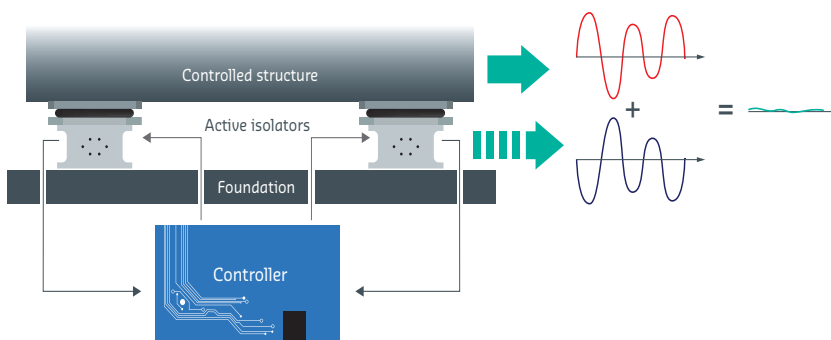 Controlled structure
Active isolators
+
=
Foundation
Controller